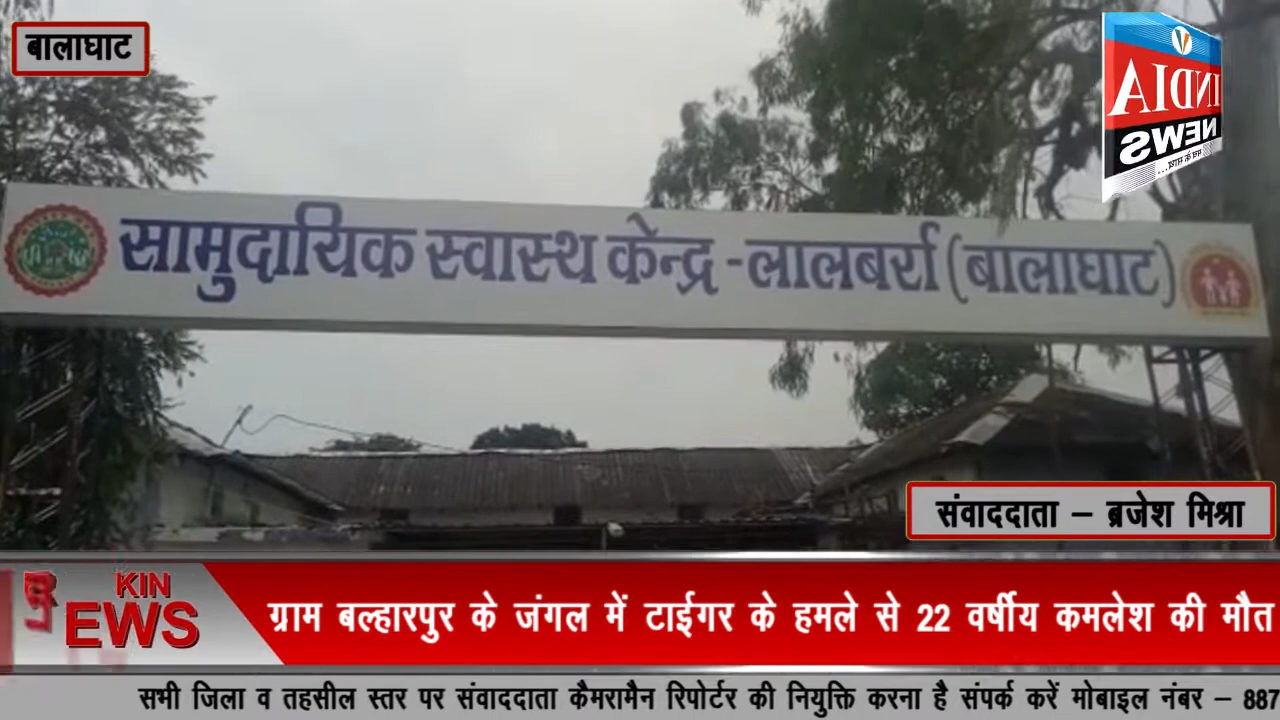 बालाघाट
INDIA
NEWS
सामुदायिक स्वास्थ केन्द्र -लालबर्रा (बालाघाट)
संवाददाता – ब्रजेश मिश्रा
KIN
EWS
ग्राम बल्हारपुर के जंगल में टाईगर के हमले से 22 वर्षीय कमलेश की मौत
सभी जिला व तहसील स्तर पर संवाददाता कैमरामैन रिपोर्टर की नियुक्ति करना है संपर्क करें मोबाइल नंबर – 887